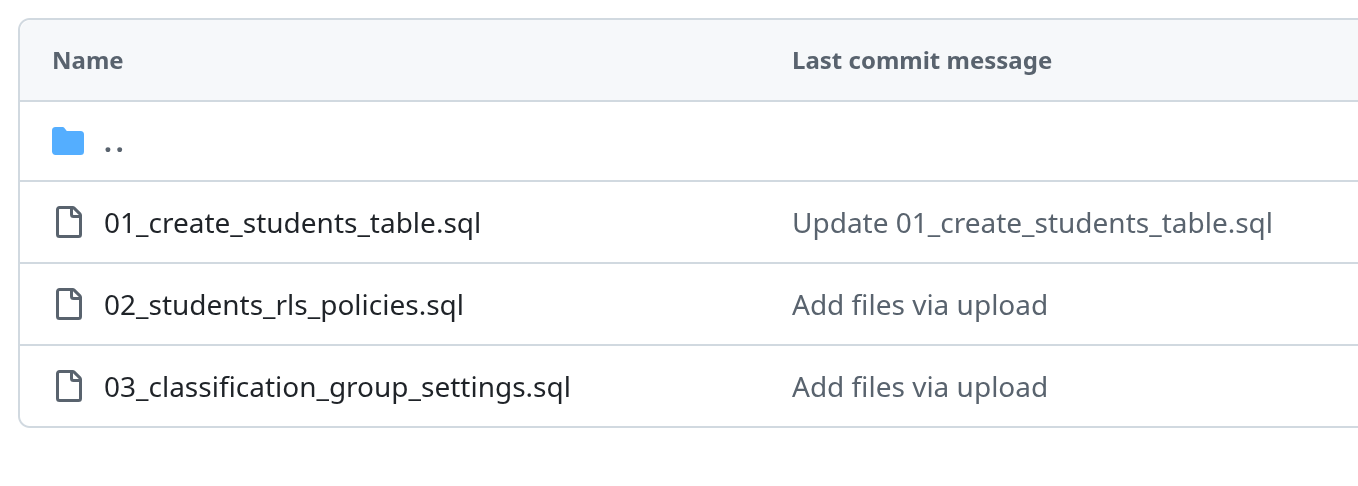 Name Last commit message
..
01_create_students_table.sql Update 01_create_students_table.sql
02_students_rls_policies.sql Add files via upload
03_classification_group_settings.sql Add files via upload